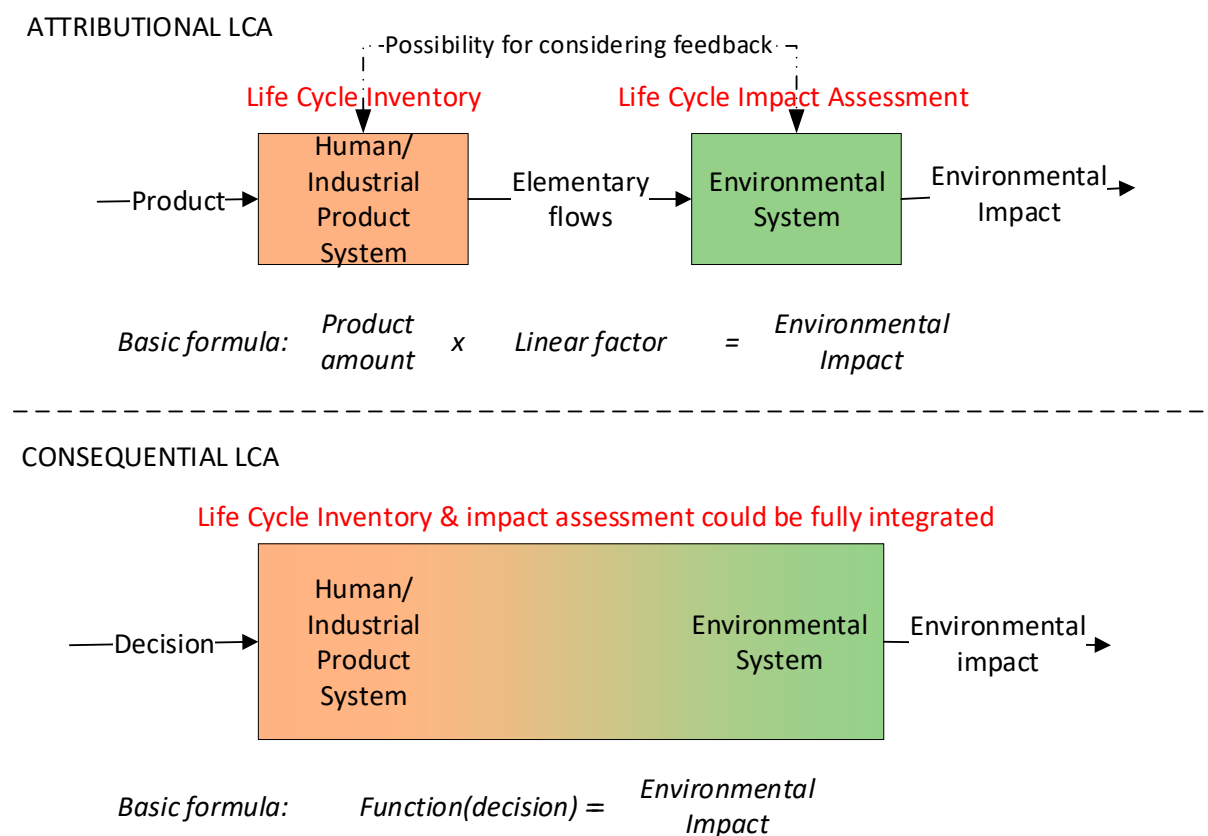 ATTRIBUTIONAL LCA
Possibility for considering feedback
Life Cycle Inventory
Life Cycle Impact Assessment
Product
Human/
Industrial
Product
System
Elementary
flows
Environmental
System
Environmental
Impact
Basic formula:
Product
amount
x
Linear factor
=
Environmental
Impact
CONSEQUENTIAL LCA
Life Cycle Inventory & impact assessment could be fully integrated
Decision
Human/
Industrial
Product
System
Environmental
System
Environmental
impact
Basic formula:
Function(decision) =
Environmental
Impact